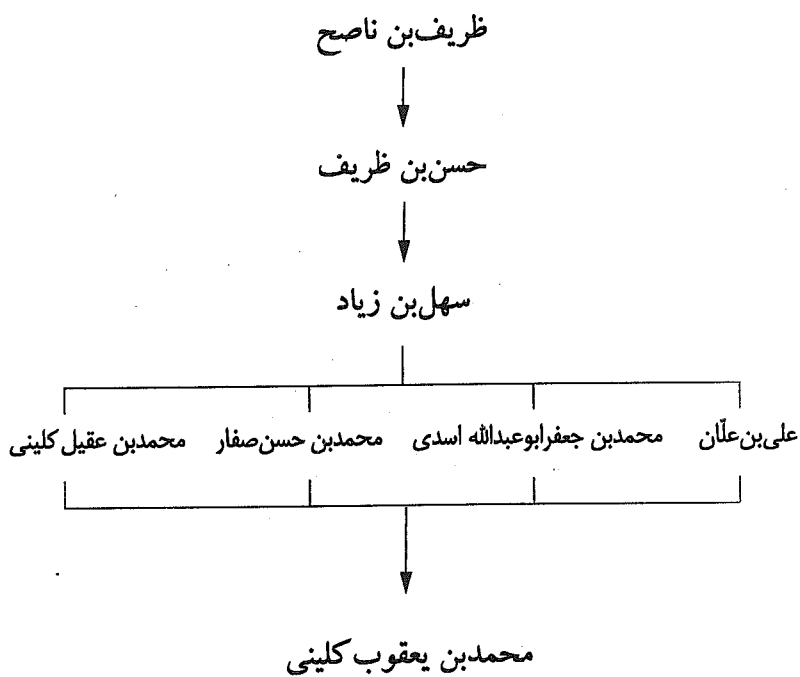 ظریف‌بن ناصح
حسن‌بن ظریف
سهل‌بن زیاد
علی‌بن‌علّان محمدبن جعفرابوعبدالله اسدی محمدبن حسن‌صفار محمدبن عقیل کلینی
محمدبن یعقوب کلینی